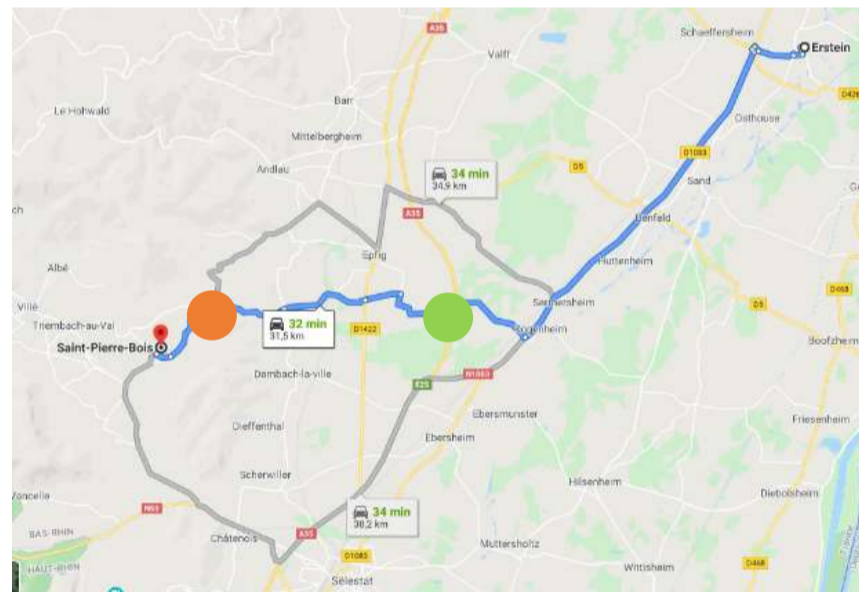 A35
Schaeffersheim
Erstein
Valff
Le Hohwald
Barr
D426
Osthouse
Mittelbergheim
D1083
Andlau
34 min
34,9 km
D5
Sand
A35
Benfeld
Epfig
Huttenheim
Albé
D468
Villé
Sermersheim
D5
Triembach-au-Val
32 min
31,5 km
D1422
Kogenheim
Saint-Pierre-Bois
Boofzheim
Dambach-la-ville
N1083
E25
Ebersmunster
Friesenheim
Dieffenthal
Ebersheim
Scherwiller
Hilsenheim
Diebolsheim
N59
34 min
38,2 km
BAS-RHIN
Châtenois
A35
D1083
Muttersholtz
HAUT-RHIN
Wittisheim
D468
Sélestat